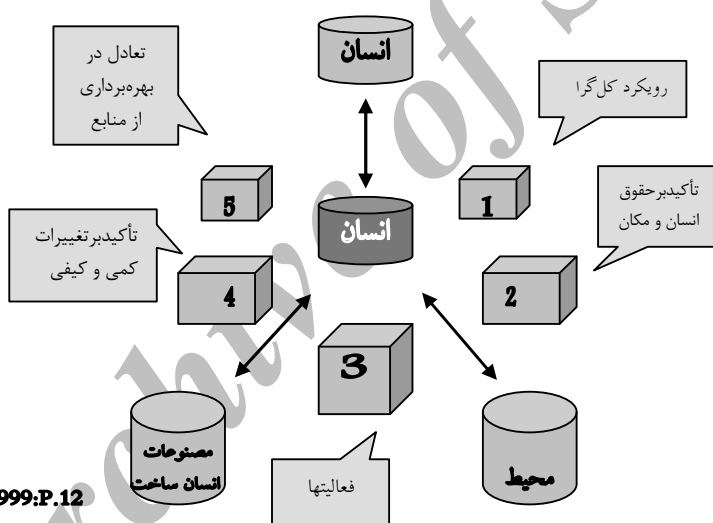 انسان
تعادل در
بهره‌برداری
از منابع
رویکرد کل‌گرا
5
1
انسان
تأکیدبرحقوق
انسان و مکان
تأکیدبرتغییرات
کمی و کیفی
4
2
3
مصنوعات
انسان ساخت
محیط
فعالیتها
999:P.12